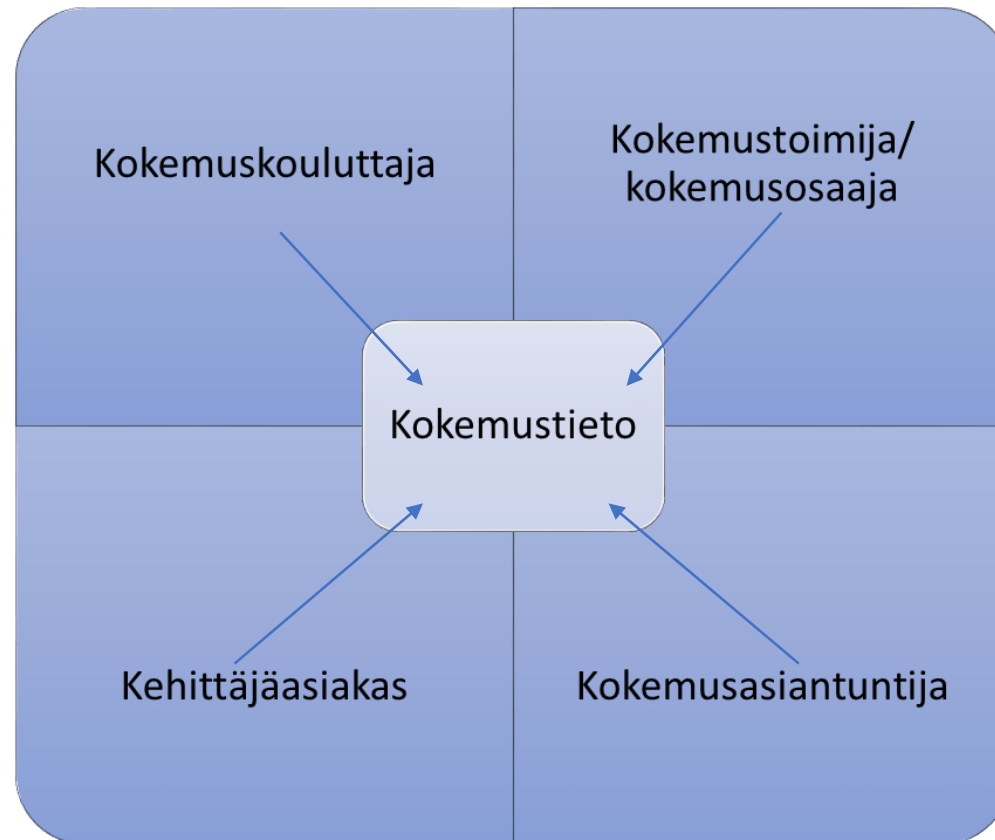 Kokemuskouluttaja
Kokemustoimija/
kokemusosaaja
Kokemustieto
Kehittäjäasiakas
Kokemusasiantuntija